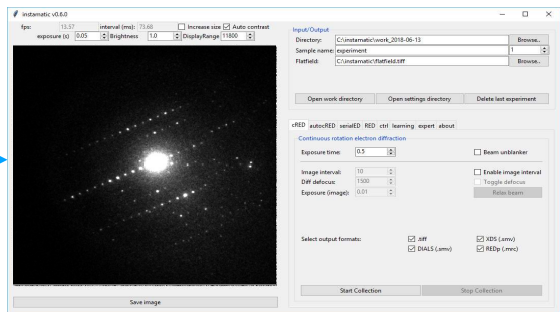 instamatic v0.6.0
fps: 13.57 interval (ms): 73.68 Increase size Auto contrast
exposure (s) 0.05 Brightness 1.0 DisplayRange 11800
Save image
Input/Output
Directory: C:\instamatic\work_2018-06-13 Browse..
Sample name: experiment 1
Flatfield: C:\instamatic\flatfield.tiff Browse..
Open work directory Open settings directory Delete last experiment
cRED autocRED serialED RED ctrl learning expert about
Continuous rotation electron diffraction
Exposure time: 0.5 Beam unblanker
Image interval: 10 Enable image interval
Diff defocus: 1500 Toggle defocus
Exposure (image): 0.01 Relax beam
Select output formats: .tiff XDS (.smv)
DIALS (.smv) REDp (.mrc)
Start Collection Stop Collection